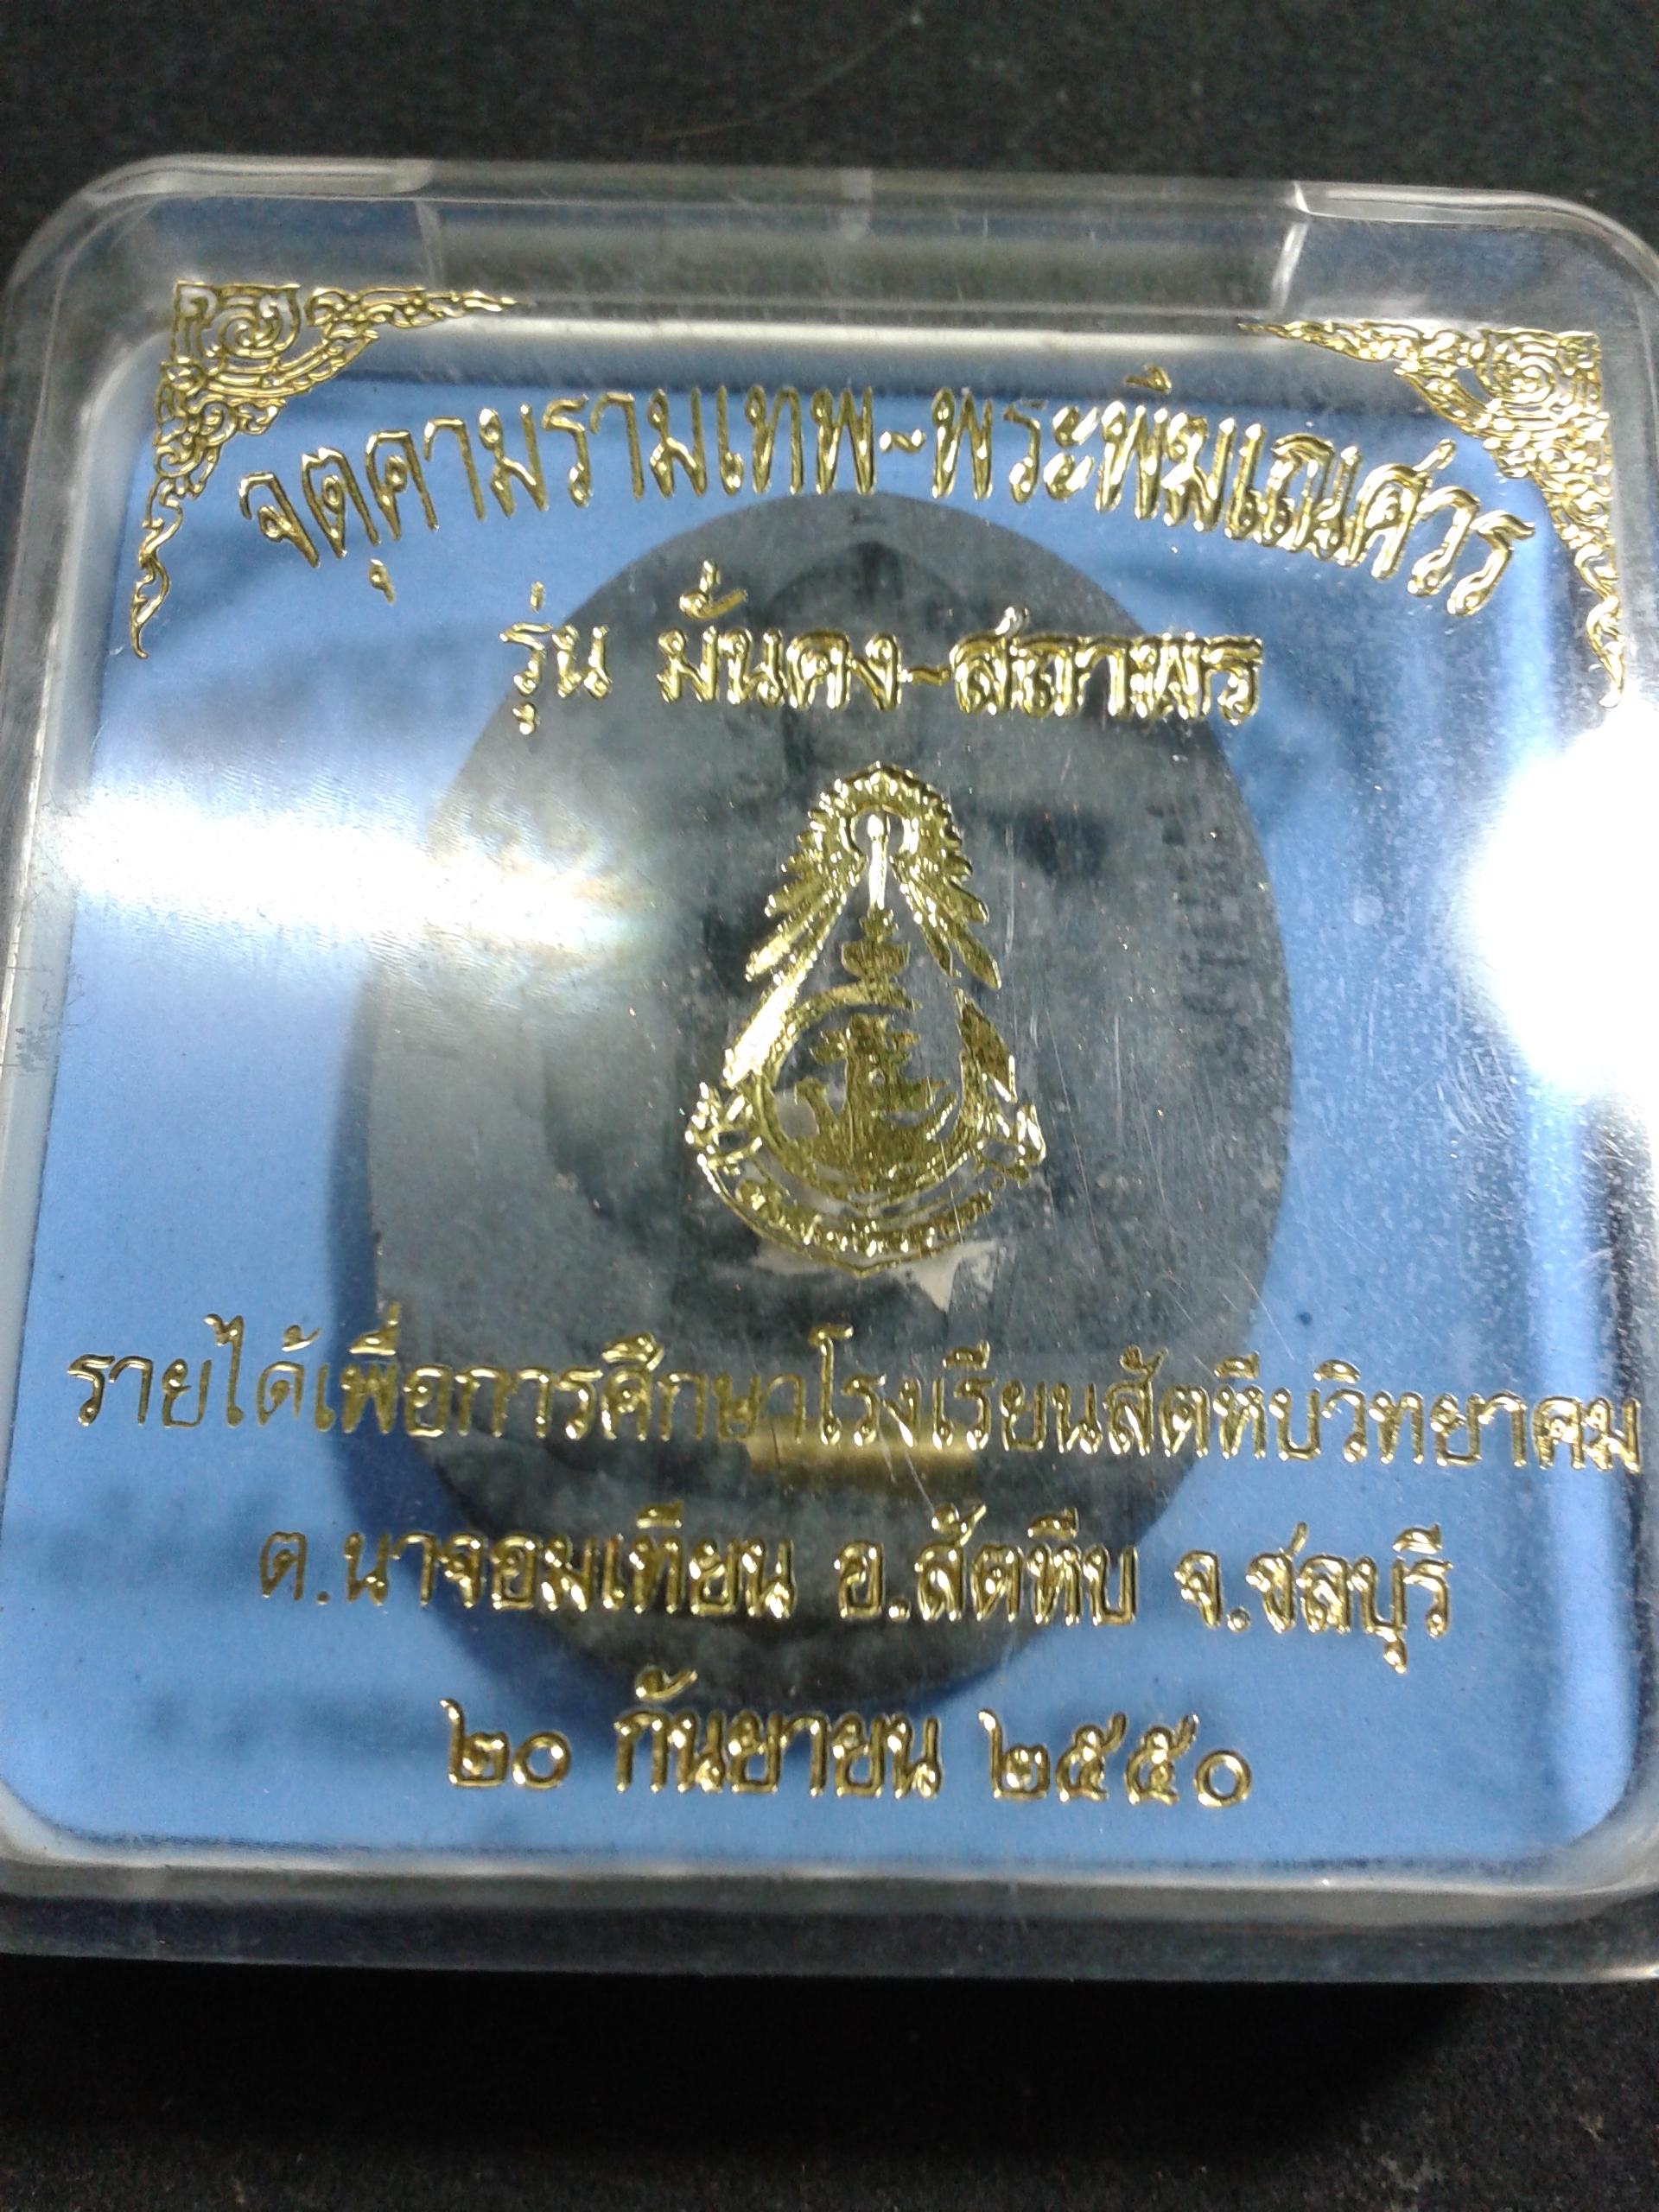 จตุคามรามเทพ~พระพิฆเณศวร
รุ่น มั่นคง~สถาพร
รายได้เพื่อการศึกษาโรงเรียนสัตหีบวิทยาคม
ต.นาจอมเทียน อ.สัตหีบ จ.ชลบุรี
๒๐ กันยายน ๒๕๕๐